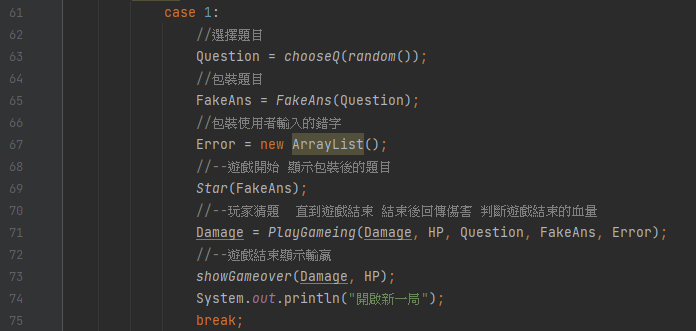 61 case 1:
62 //選擇題目
63 Question = chooseQ(random());
64 //包裝題目
65 FakeAns = FakeAns(Question);
66 //包裝使用者輸入的錯字
67 Error = new ArrayList();
68 //--遊戲開始 顯示包裝後的題目
69 Star(FakeAns);
70 //--玩家猜題  直到遊戲結束 結束後回傳傷害 判斷遊戲結束的血量
71 Damage = PlayGameing(Damage, HP, Question, FakeAns, Error);
72 //--遊戲結束顯示輸贏
73 showGameover(Damage, HP);
74 System.out.println("開啟新一局");
75 break;